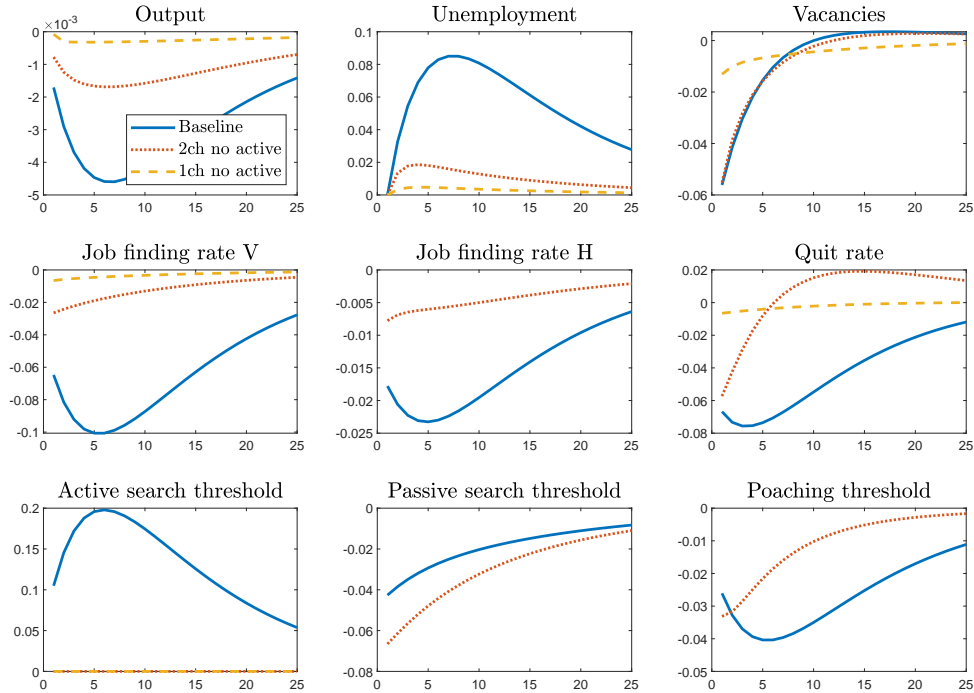 Output
×10-3
0
-1
-2
-3
-4
-5
0 5 10 15 20 25
Baseline
2ch no active
1ch no active
Unemployment
0.1
0.08
0.06
0.04
0.02
0
0 5 10 15 20 25
Vacancies
0
-0.02
-0.04
-0.06
0 5 10 15 20 25
Job finding rate V
0
-0.02
-0.04
-0.06
-0.08
-0.1
0 5 10 15 20 25
Job finding rate H
0
-0.005
-0.01
-0.015
-0.02
-0.025
0 5 10 15 20 25
Quit rate
0.02
0
-0.02
-0.04
-0.06
-0.08
0 5 10 15 20 25
Active search threshold
0.2
0.15
0.1
0.05
0
0 5 10 15 20 25
Passive search threshold
0
-0.02
-0.04
-0.06
-0.08
0 5 10 15 20 25
Poaching threshold
0
-0.01
-0.02
-0.03
-0.04
-0.05
0 5 10 15 20 25